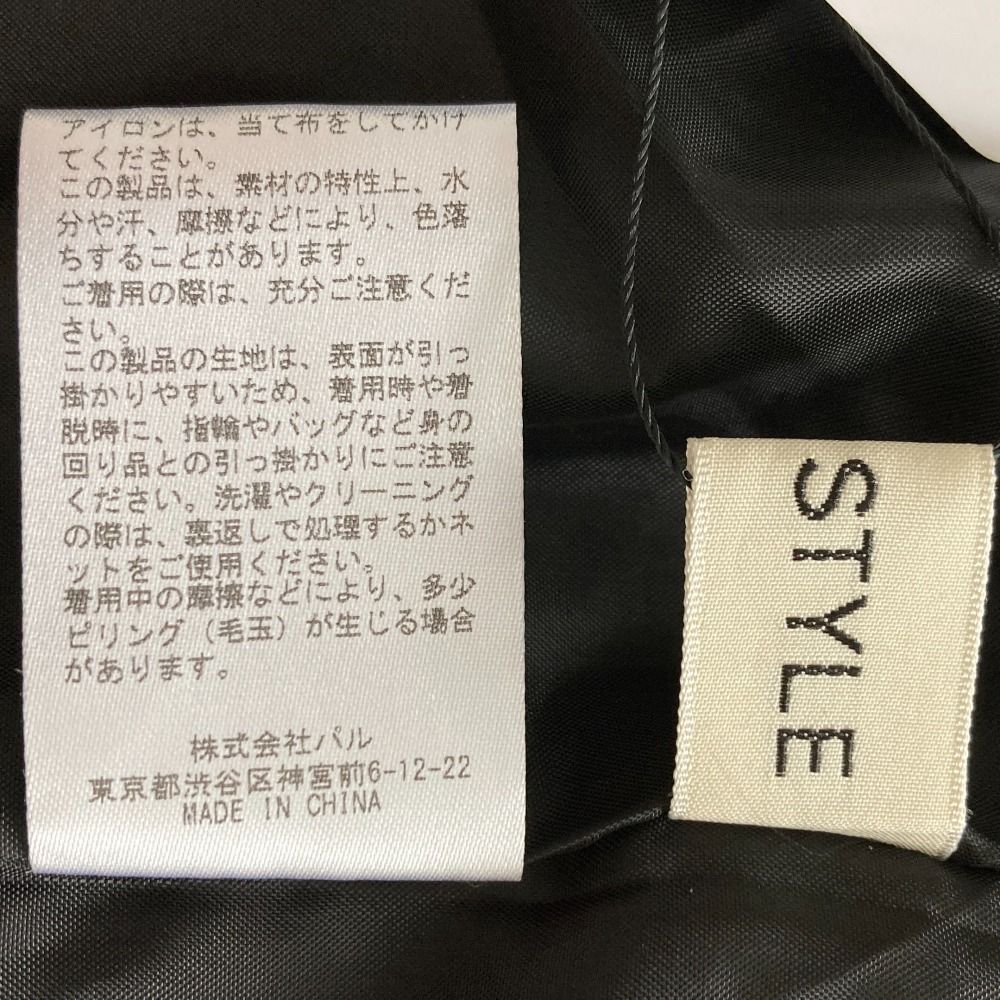 アイロンは、当て布をしてかけ
てください。
この製品は、素材の特性上、水
分や汗、摩擦などにより、色落
ちすることがあります。
ご着用の際は、充分ご注意くだ
さい。
この製品の生地は、表面が引っ
掛かりやすいため、着用時や着
脱時に、指輪やバッグなど身の
回り品との引っ掛かりにご注意
ください。洗濯やクリーニング
の際は、裏返しで処理するかネ
ットをご使用ください。
着用中の摩擦などにより、多少
ピリング（毛玉）が生じる場合
があります。
株式会社パル
東京都渋谷区神宮前6-12-22
MADE IN CHINA
STYLE